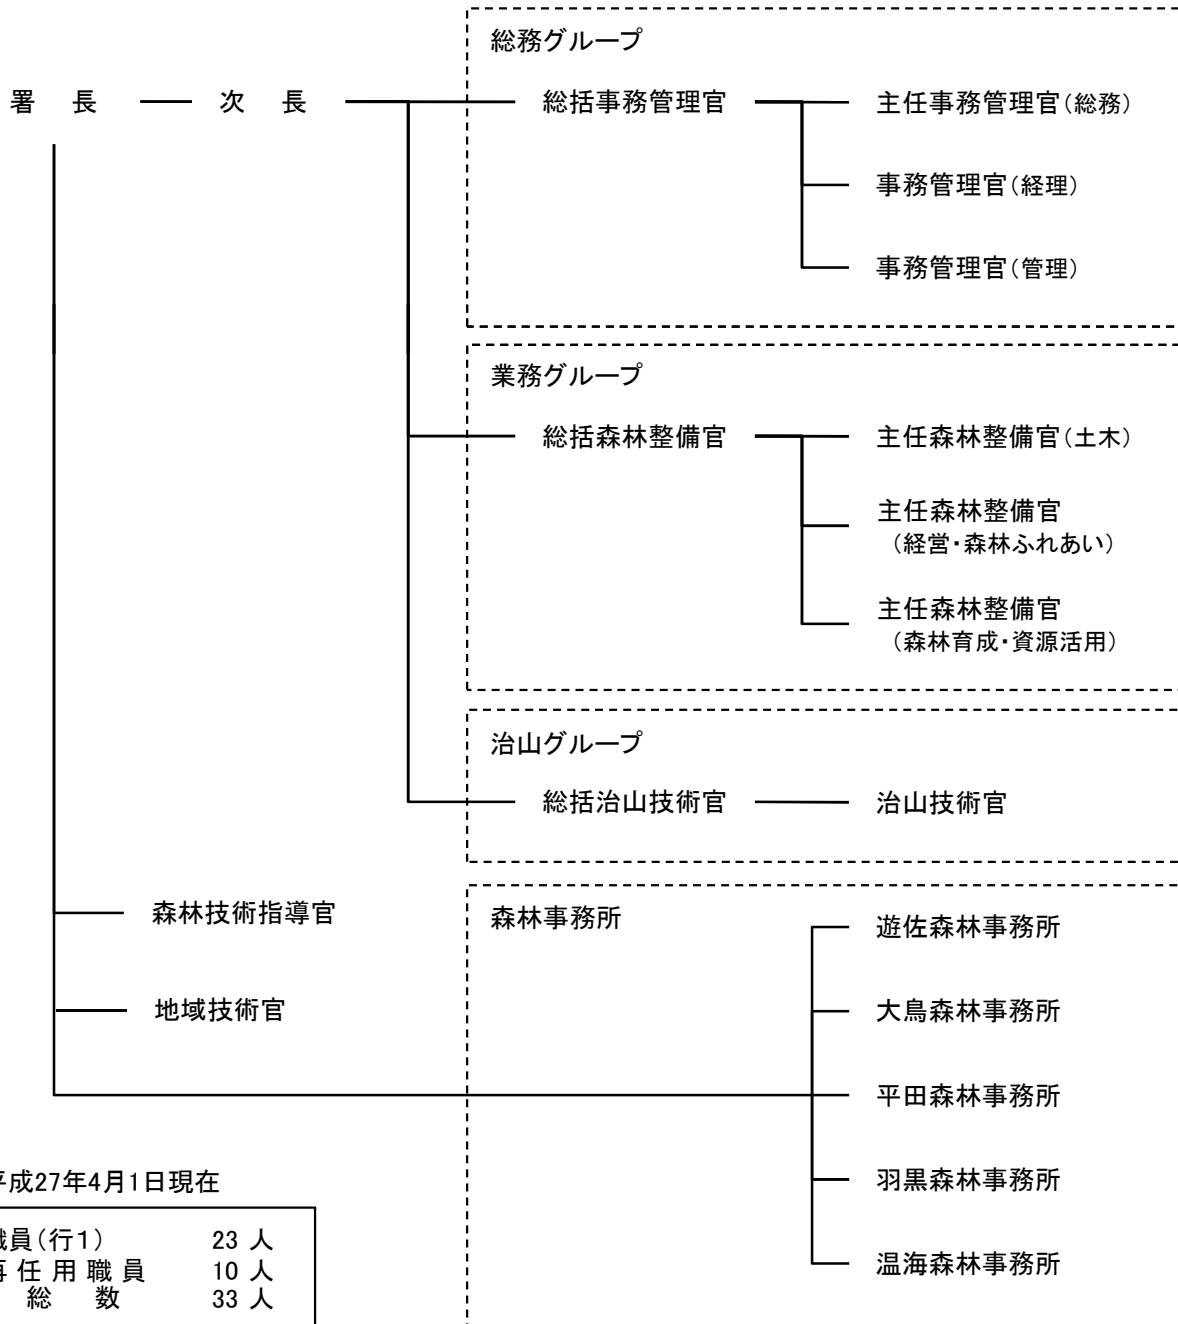 総務グループ
署　長　次　長　総括事務管理官　主任事務管理官(総務)
事務管理官(経理)
事務管理官(管理)
業務グループ
総括森林整備官　主任森林整備官(土木)
主任森林整備官
(経営・森林ふれあい)
主任森林整備官
(森林育成・資源活用)
治山グループ
総括治山技術官　治山技術官
森林技術指導官　森林事務所　遊佐森林事務所
地域技術官　大鳥森林事務所
平田森林事務所
平成27年4月1日現在　羽黒森林事務所
職員(行1)　23 人
再任用職員　10 人　温海森林事務所
総　数　33 人